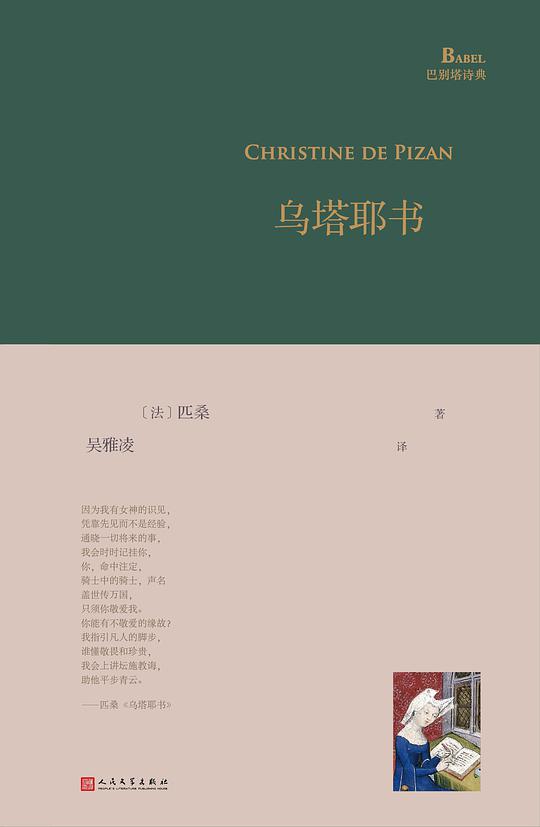 BABEL
巴别塔诗典
CHRISTINE DE PIZAN
乌塔耶书
〔法〕匹桑 著
吴雅凌 译
因为我有女神的识见，
凭靠先见而不是经验，
通晓一切将来的事，
我会时时记挂你，
你，命中注定，
骑士中的骑士，声名
盖世传万国，
只须你敬爱我。
你能有不敬爱的缘故？
我指引凡人的脚步，
谁懂敬畏和珍贵，
我会上讲坛施教诲，
助他平步青云。
——匹桑《乌塔耶书》
人民文学出版社
PEOPLE'S LITERATURE PUBLISHING HOUSE